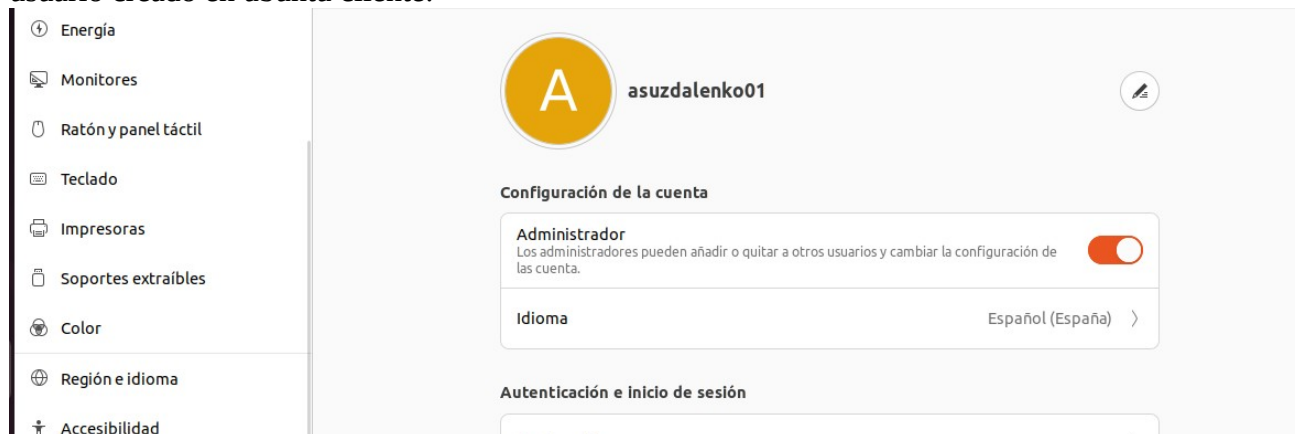 Energía
Monitores
Ratón y panel táctil
Teclado
Impresoras
Soportes extraíbles
Color
Región e idioma
Accesibilidad
A
asuzdalenko01
Configuración de la cuenta
Administrador
Los administradores pueden añadir o quitar a otros usuarios y cambiar la configuración de
las cuenta.
Idioma
Español (España)
Autenticación e inicio de sesión